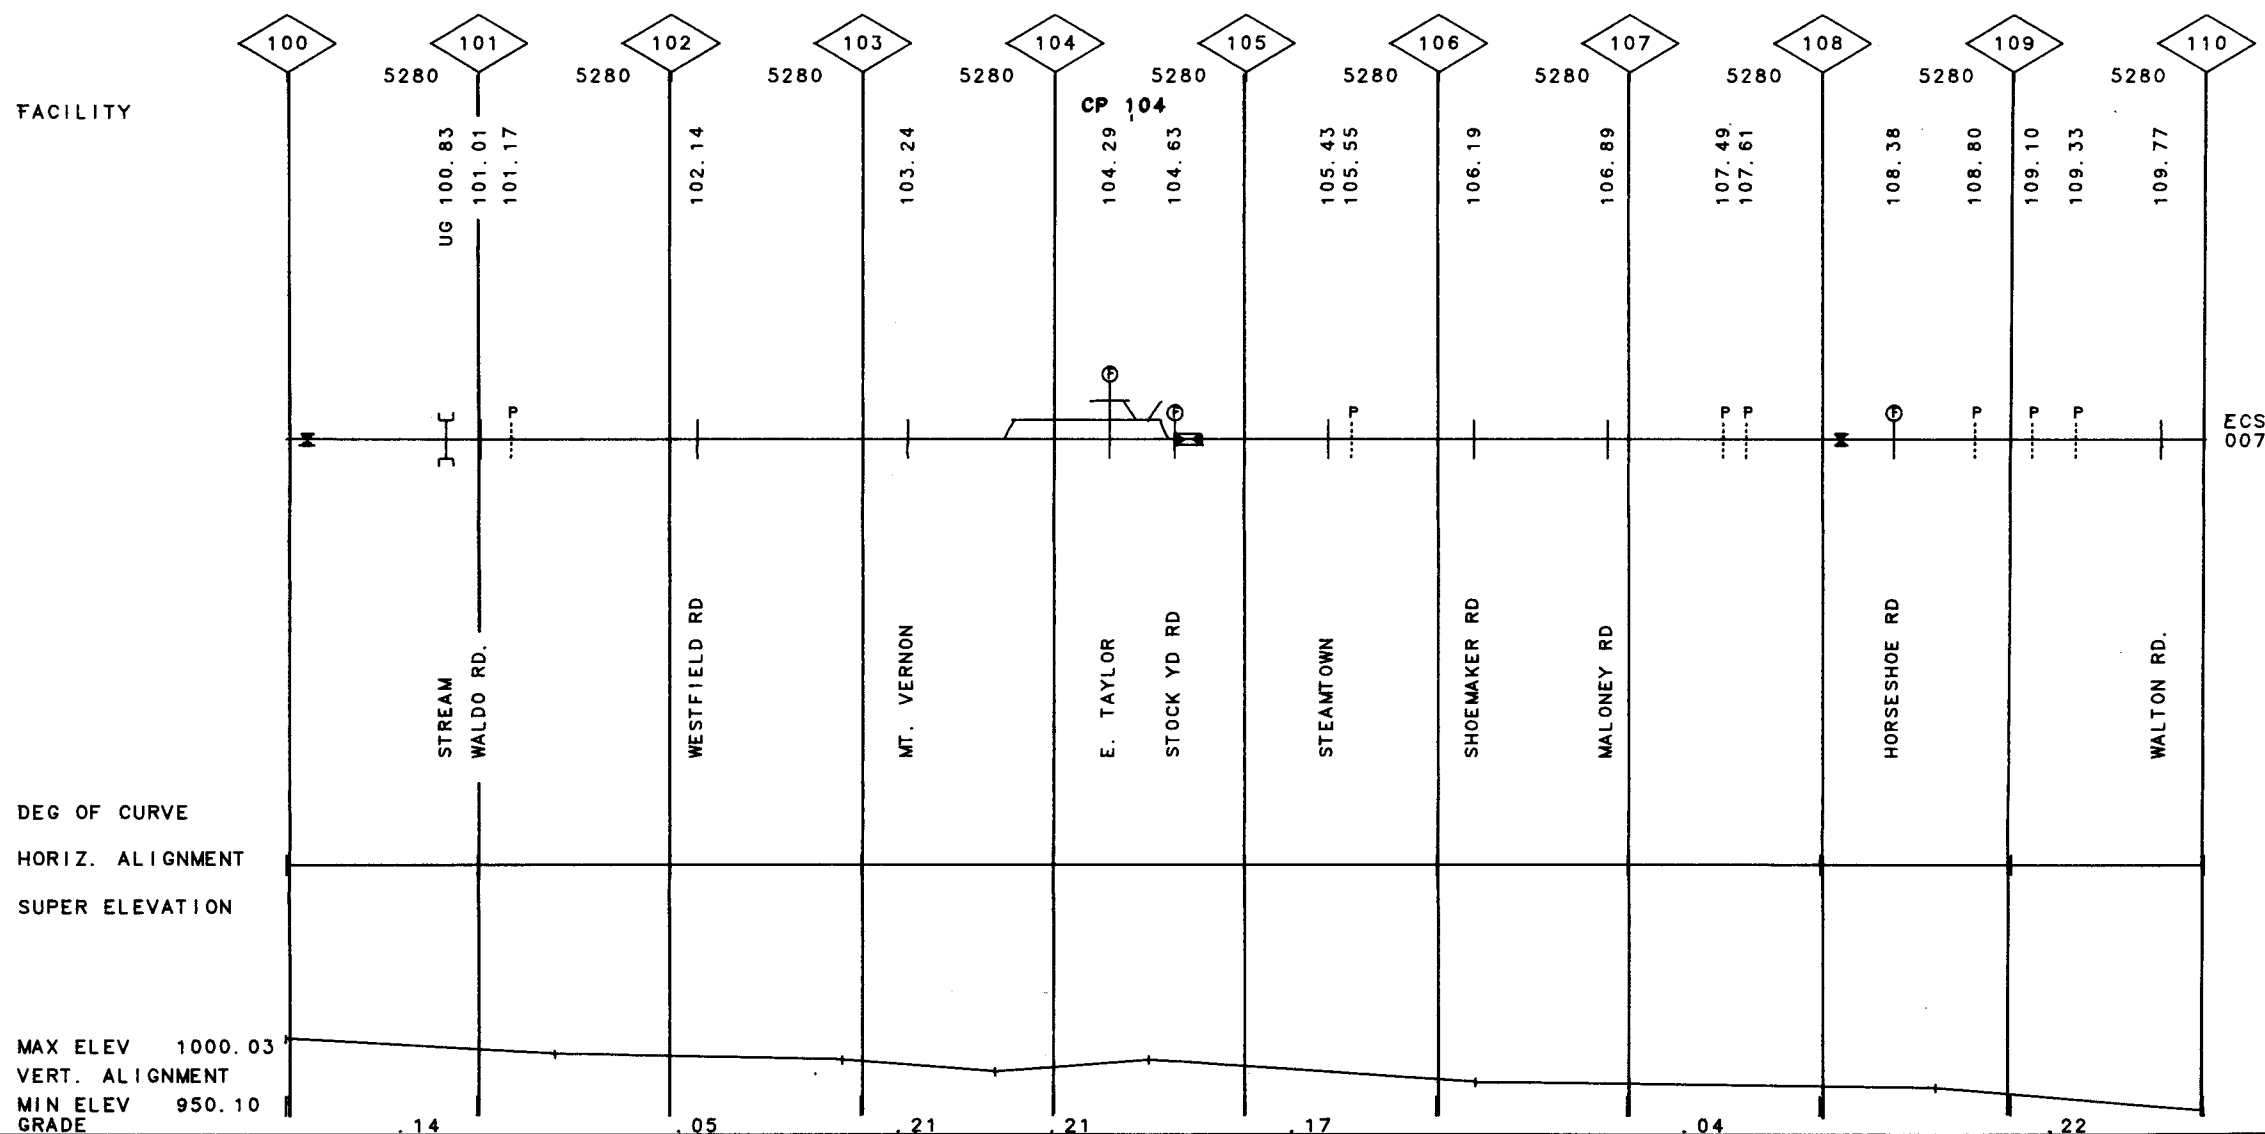 100 101 102 103 104 105 106 107 108 109 110
5280 5280 5280 5280 5280 5280 5280 5280 5280 5280
FACILITY
CP 104
UG 100.83
101.01
101.17
102.14
103.24
104.29
104.63
105.43
105.55
106.19
106.89
107.49
107.61
108.38
108.80
109.10
109.33
109.77
P F F P P P F P P P
ECS
007
STREAM
WALDO RD.
WESTFIELD RD
MT. VERNON
E. TAYLOR
STOCK YD RD
STEAMTOWN
SHOEMAKER RD
MALONEY RD
HORSESHOE RD
WALTON RD.
DEG OF CURVE
HORIZ. ALIGNMENT
SUPER ELEVATION
MAX ELEV 1000.03
VERT. ALIGNMENT
MIN ELEV 950.10
GRADE .14 .05 .21 .21 .17 .04 .22